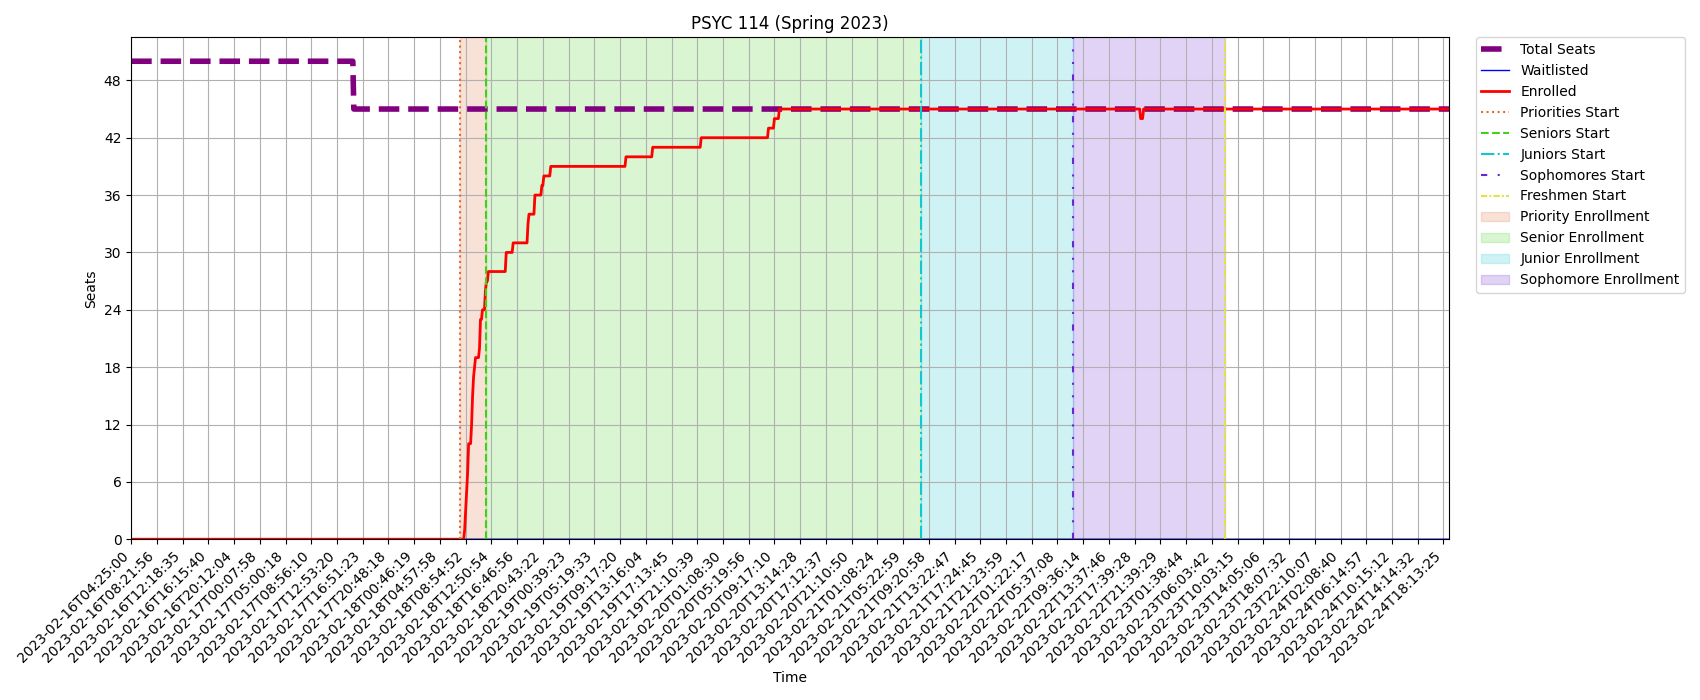 PSYC 114 (Spring 2023)
Total Seats
Waitlisted
Enrolled
Priorities Start
Seniors Start
Juniors Start
Sophomores Start
Freshmen Start
Priority Enrollment
Senior Enrollment
Junior Enrollment
Sophomore Enrollment
Seats
48
42
36
30
24
18
12
6
0
2023-02-16T04:25:00
2023-02-16T08:21:56
2023-02-16T12:18:35
2023-02-16T16:15:40
2023-02-16T20:12:04
2023-02-17T00:07:58
2023-02-17T05:00:18
2023-02-17T08:56:10
2023-02-17T12:53:20
2023-02-17T16:51:23
2023-02-17T20:48:18
2023-02-18T00:46:19
2023-02-18T04:57:58
2023-02-18T08:54:52
2023-02-18T12:50:54
2023-02-18T16:46:56
2023-02-18T20:43:22
2023-02-19T00:39:23
2023-02-19T05:19:33
2023-02-19T09:17:20
2023-02-19T13:16:04
2023-02-19T17:13:45
2023-02-19T21:10:39
2023-02-20T01:08:30
2023-02-20T05:19:56
2023-02-20T09:17:10
2023-02-20T13:14:28
2023-02-20T17:12:37
2023-02-20T21:10:50
2023-02-21T01:08:24
2023-02-21T05:22:59
2023-02-21T09:20:58
2023-02-21T13:22:47
2023-02-21T17:24:45
2023-02-21T21:23:59
2023-02-22T01:22:17
2023-02-22T05:37:08
2023-02-22T09:36:14
2023-02-22T13:37:46
2023-02-22T17:39:28
2023-02-22T21:39:29
2023-02-23T01:38:44
2023-02-23T06:03:42
2023-02-23T10:03:15
2023-02-23T14:05:06
2023-02-23T18:07:32
2023-02-23T22:10:07
2023-02-24T02:08:40
2023-02-24T06:14:57
2023-02-24T10:15:12
2023-02-24T14:14:32
2023-02-24T18:13:25
Time